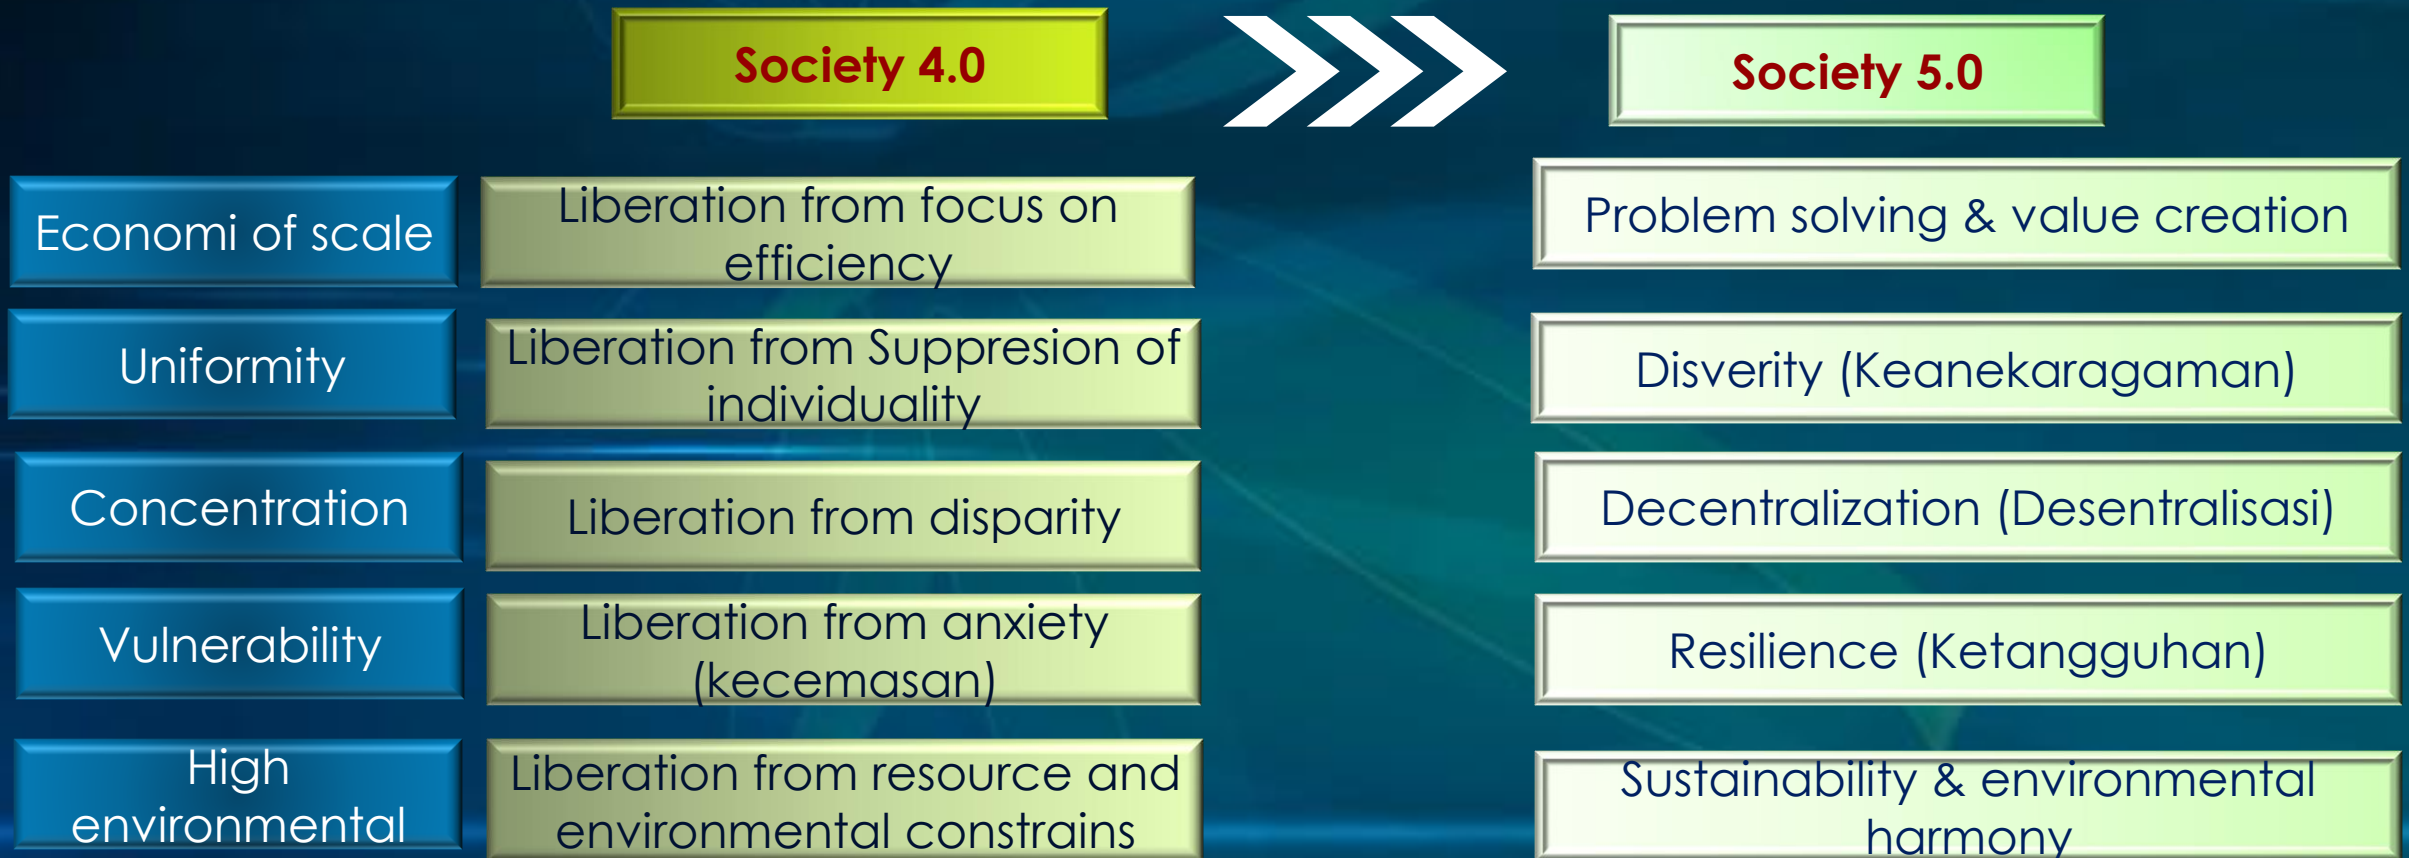 Society 4.0
Society 5.0
Economi of scale
Liberation from focus on
efficiency
Problem solving & value creation
Uniformity
Liberation from Suppresion of
individuality
Disverity (Keanekaragaman)
Concentration
Liberation from disparity
Decentralization (Desentralisasi)
Vulnerability
Liberation from anxiety
(kecemasan)
Resilience (Ketangguhan)
High
environmental
Liberation from resource and
environmental constrains
Sustainability & environmental
harmony